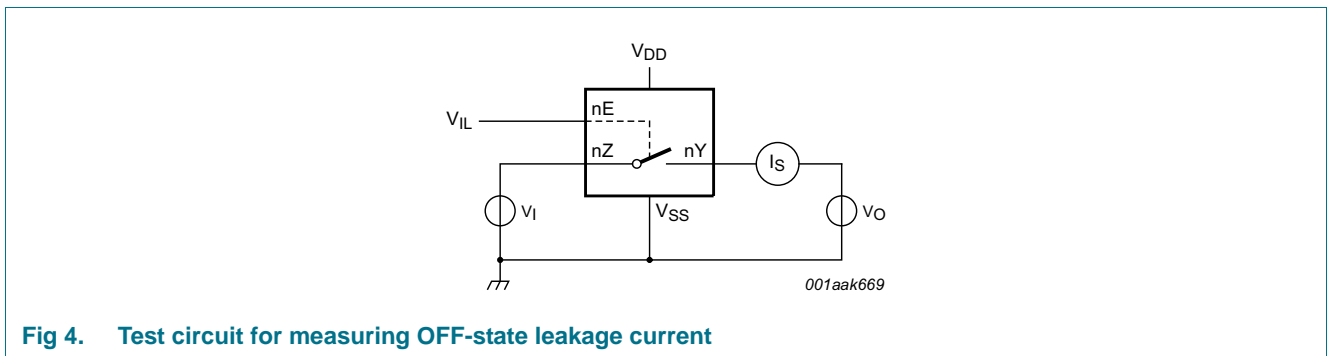 VDD
nE
VIL
nZ nY
IS
VI
VSS
VO
001aak669
Fig 4. Test circuit for measuring OFF-state leakage current